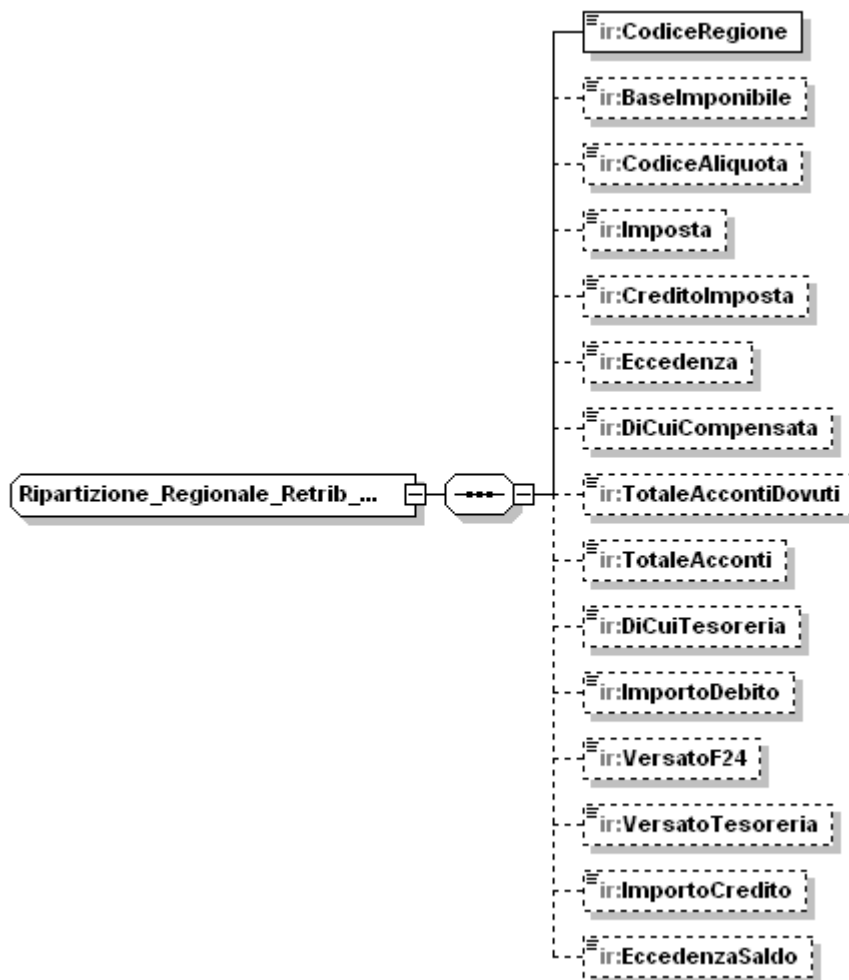 ir:CodiceRegione
ir:BaseImponibile
ir:CodiceAliquota
ir:Imposta
ir:CreditoImposta
ir:Eccedenza
ir:DiCuiCompensata
Ripartizione_Regionale_Retrib_...
ir:TotaleAccontiDovuti
ir:TotaleAcconti
ir:DiCuiTesoreria
ir:ImportoDebito
ir:VersatoF24
ir:VersatoTesoreria
ir:ImportoCredito
ir:EccedenzaSaldo